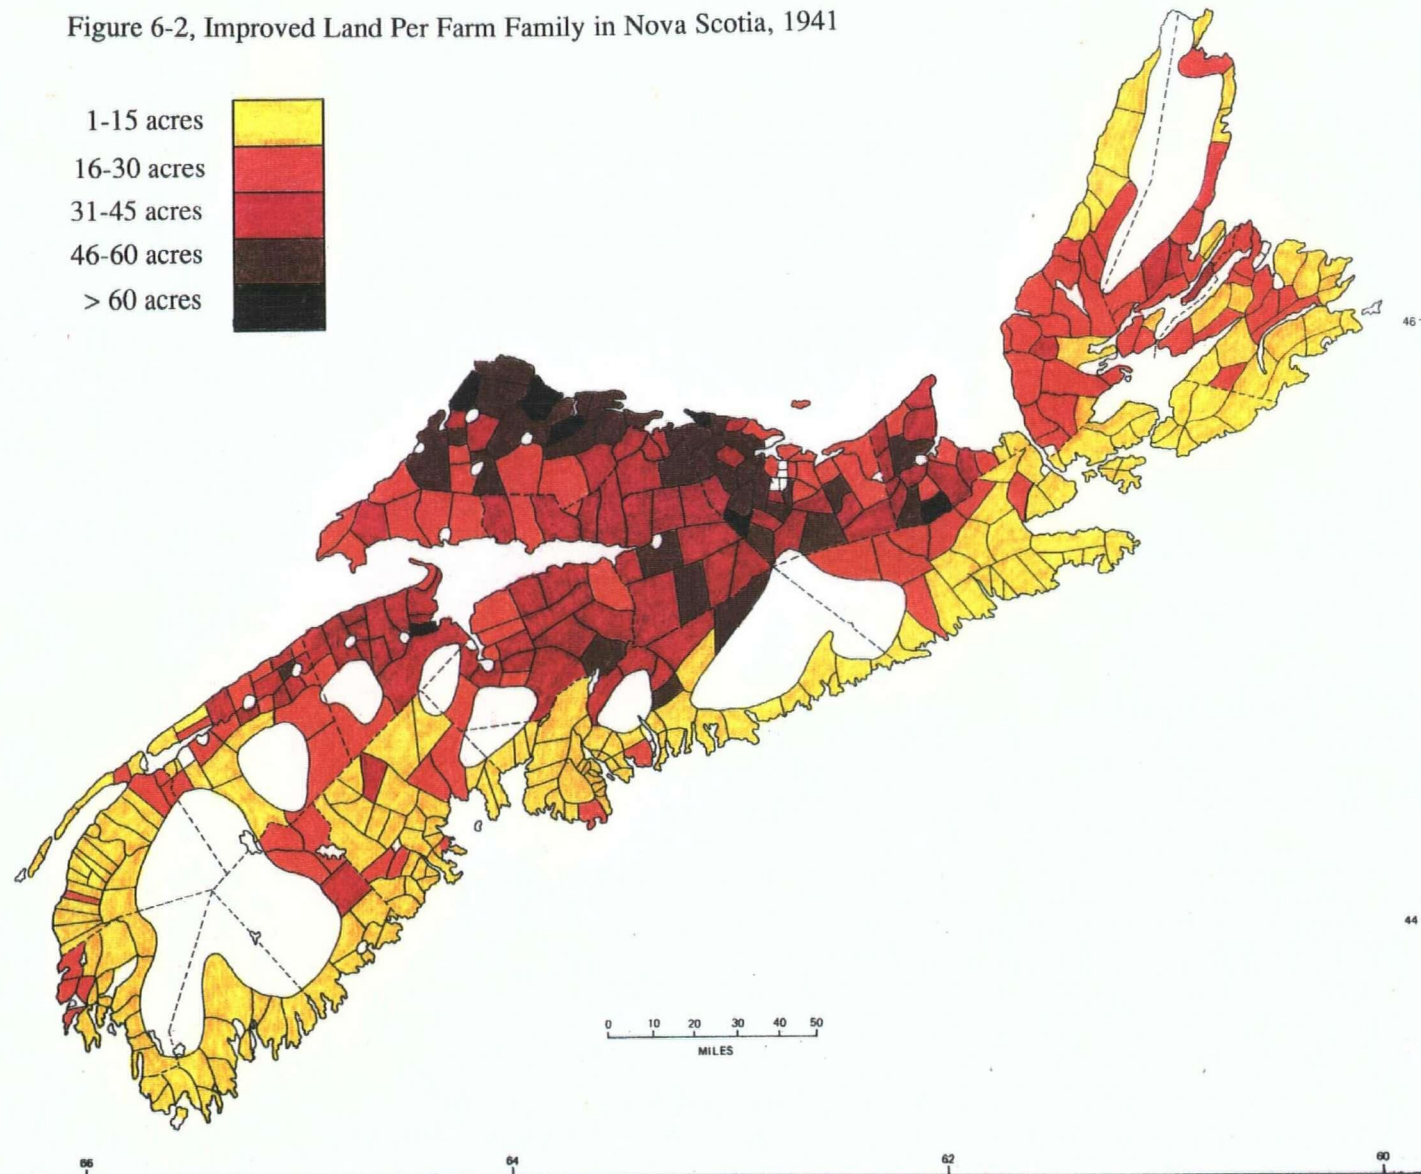 Figure 6-2, Improved Land Per Farm Family in Nova Scotia, 1941
1-15 acres
16-30 acres
31-45 acres
46-60 acres
> 60 acres
46
44
0 10 20 30 40 50
MILES
66 64 62 60